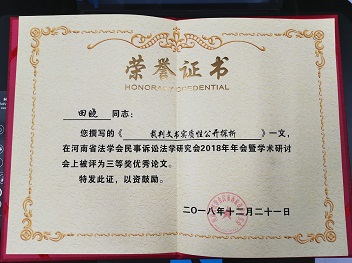 荣誉证书
HONORARY CREDENTIAL
田晓 同志：
您撰写的《 裁判文书实质性公开探析 》一文，
在河南省法学会民事诉讼法学研究会2018年年会暨学术研讨
会上被评为三等奖优秀论文。
特发此证，以资鼓励。
二〇一八年十二月二十一日